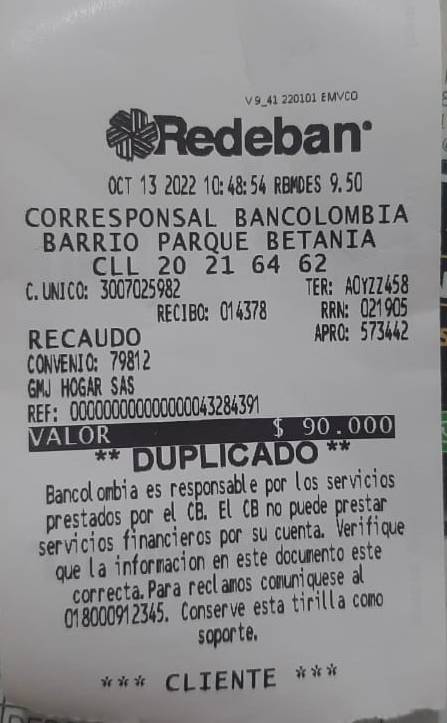 V 9_41 220101 EMVCO
Redeban
OCT 13 2022 10:48:54 RBMDES 9.50
CORRESPONSAL BANCOLOMBIA
BARRIO PARQUE BETANIA
CLL 20 21 64 62
C. UNICO: 3007025982 TER: AOYZZ458
RECIBO: 014378 RRN: 021905
RECAUDO APRO: 573442
CONVENIO: 79812
GMJ HOGAR SAS
REF: 000000000000000043284391
VALOR $ 90.000
** DUPLICADO **
Bancolombia es responsable por los servicios
prestados por el CB. El CB no puede prestar
servicios financieros por su cuenta. Verifique
que la informacion en este documento este
correcta.Para reclamos comuniquese al
018000912345. Conserve esta tirilla como
soporte.
*** CLIENTE ***